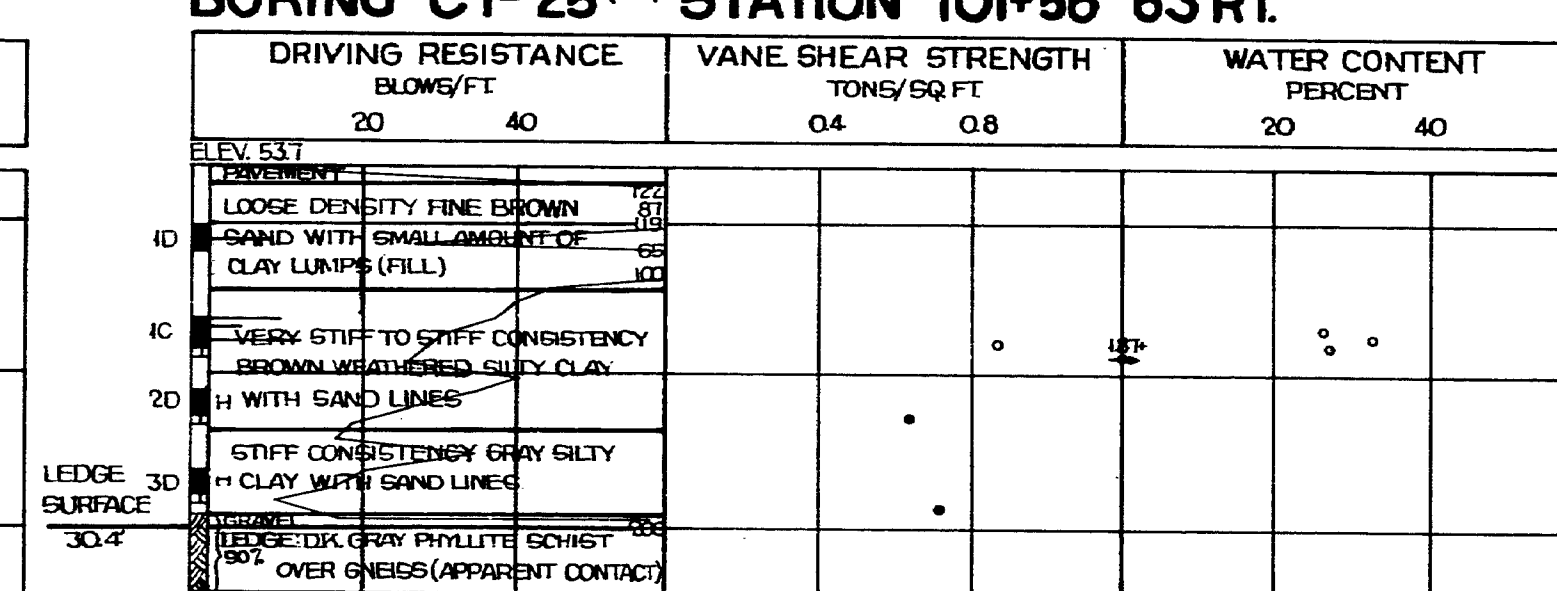 BORING CT-25 STATION 101+56 63 RT.
DRIVING RESISTANCE
BLOWS/FT
20 40
VANE SHEAR STRENGTH
TONS/SQ FT
0.4 0.8
WATER CONTENT
PERCENT
20 40
ELEV. 53.7
PAVEMENT
122
LOOSE DENSITY FINE BROWN
87
119
1D
SAND WITH SMALL AMOUNT OF
65
CLAY LUMPS (FILL)
100
1C
VERY STIFF TO STIFF CONSISTENCY
1.87+
BROWN WEATHERED SILTY CLAY
2D
H WITH SAND LINES
STIFF CONSISTENCY GRAY SILTY
LEDGE
SURFACE
30.4'
3D
H CLAY WITH SAND LINES
GRAVEL
LEDGE: DK. GRAY PHYLLITE SCHIST
90%
OVER GNEISS (APPARENT CONTACT)